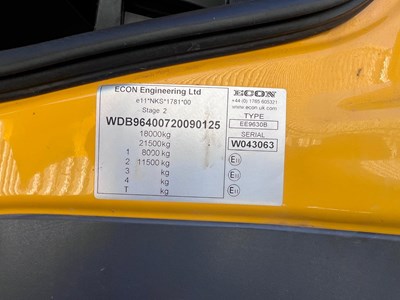 ECON Engineering Ltd
e11*NKS*1781*00
Stage 2
WDB96400720090125
18000kg
21500kg
1 8000kg
2 11500kg
3 kg
4 kg
T kg
ECON
+44 (0) 1765 605321
www.econ.uk.com
TYPE
EE9630B
SERIAL
W043063